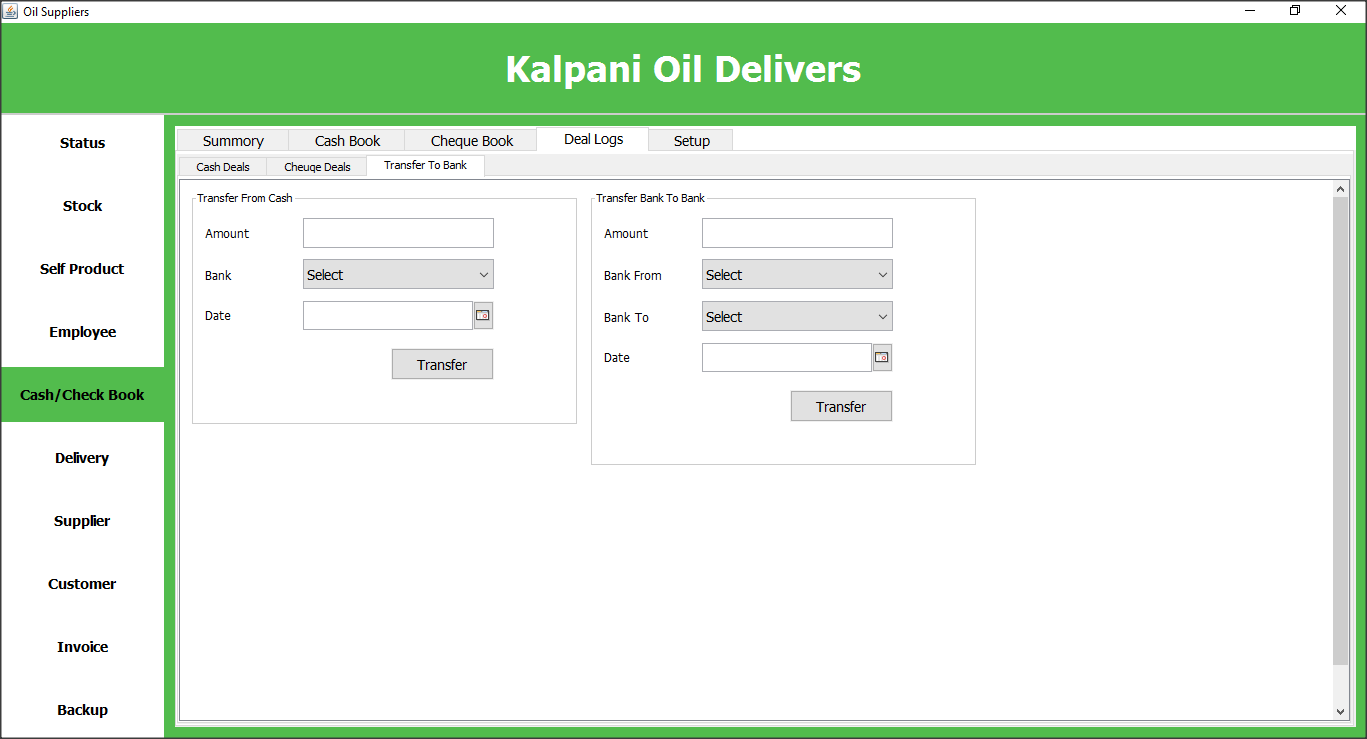 Oil Suppliers
Kalpani Oil Delivers
Status
Stock
Self Product
Employee
Cash/Check Book
Delivery
Supplier
Customer
Invoice
Backup
Summory Cash Book Cheque Book Deal Logs Setup
Cash Deals Cheuqe Deals Transfer To Bank
Transfer From Cash
Amount
Bank Select
Date
Transfer
Transfer Bank To Bank
Amount
Bank From Select
Bank To Select
Date
Transfer